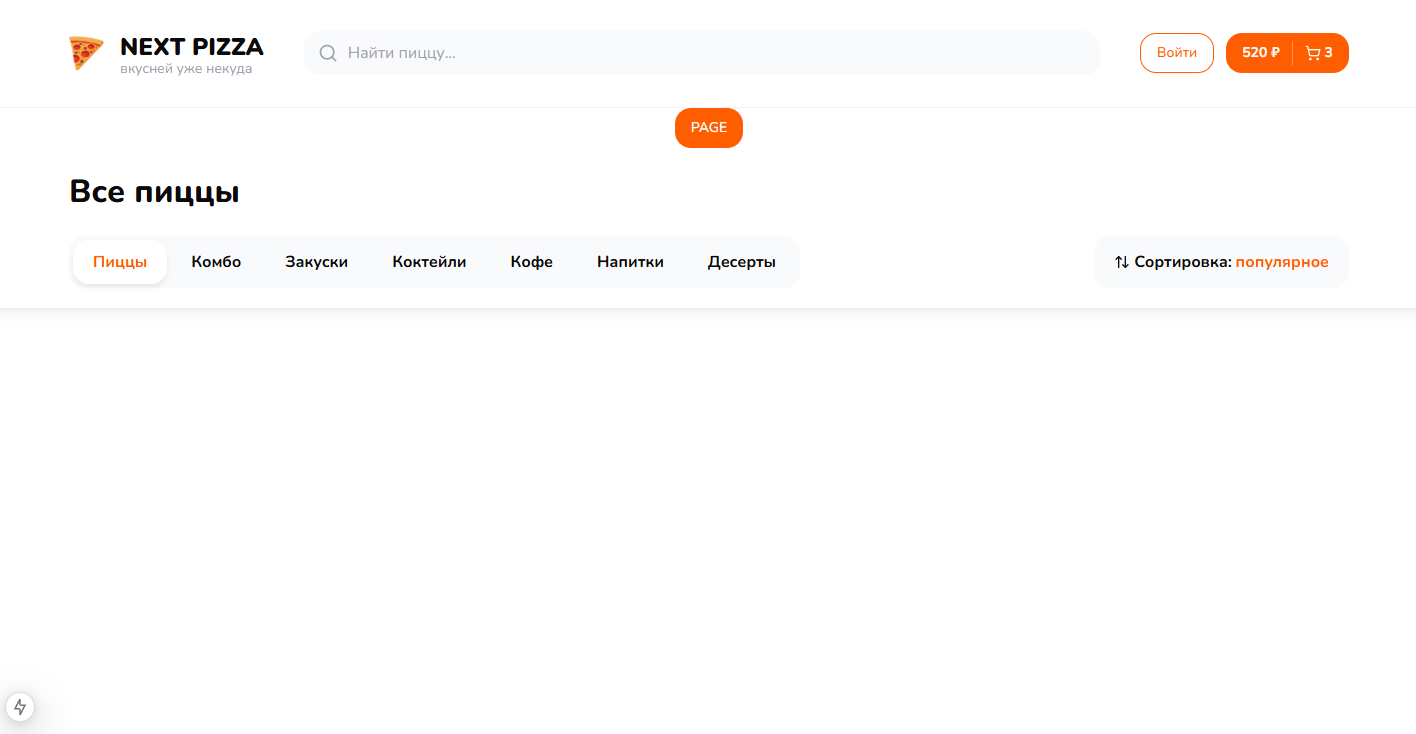 NEXT PIZZA
вкусней уже некуда
Найти пиццу...
Войти
520 ₽
3
PAGE
Все пиццы
Пиццы Комбо Закуски Коктейли Кофе Напитки Десерты
Сортировка: популярное